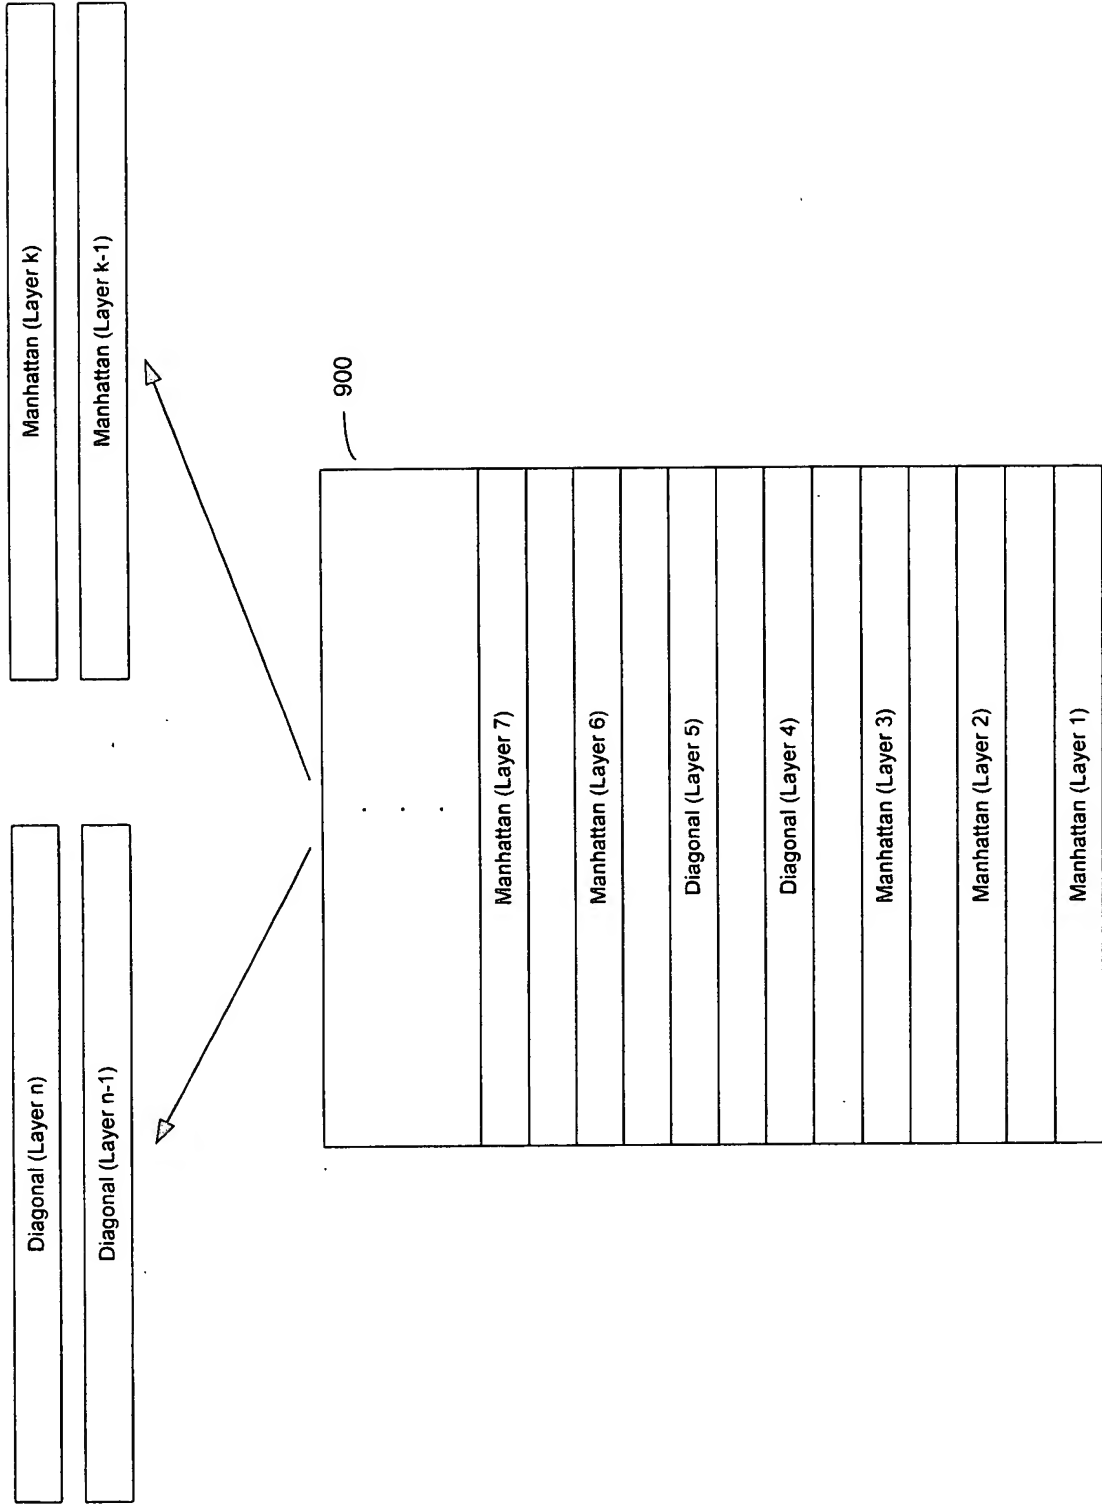 Diagonal (Layer n)
Diagonal (Layer n-1)
Manhattan (Layer k)
Manhattan (Layer k-1)
900
Manhattan (Layer 7)
Manhattan (Layer 6)
Diagonal (Layer 5)
Diagonal (Layer 4)
Manhattan (Layer 3)
Manhattan (Layer 2)
Manhattan (Layer 1)